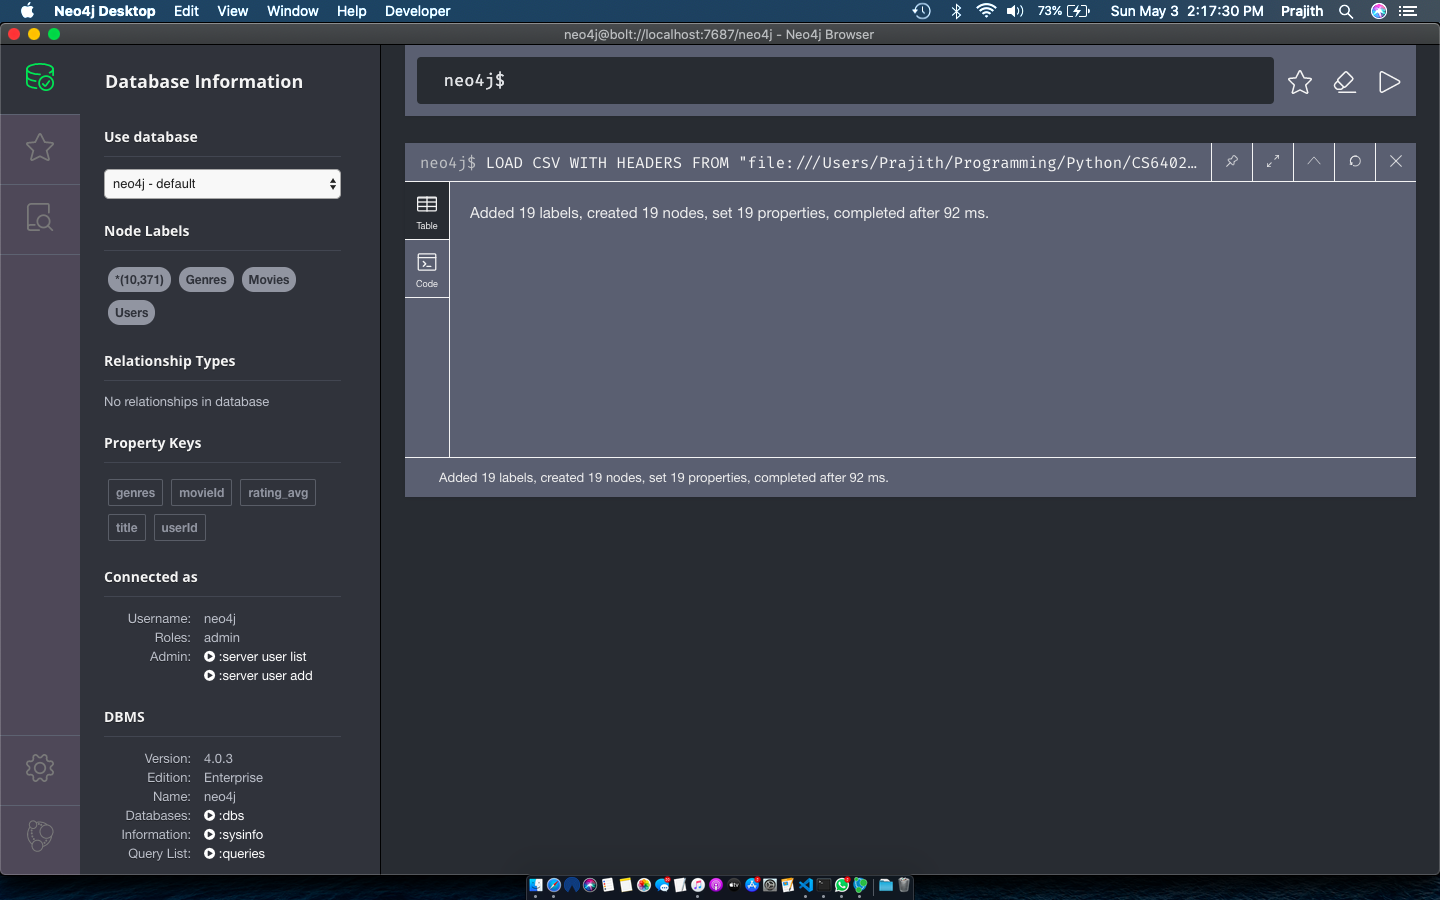 Neo4j Desktop Edit View Window Help Developer 73% Sun May 3 2:17:30 PM Prajith
neo4j@bolt://localhost:7687/neo4j - Neo4j Browser
Database Information
Use database
neo4j - default
Node Labels
*(10,371) Genres Movies
Users
Relationship Types
No relationships in database
Property Keys
genres movieId rating_avg
title userId
Connected as
Username: neo4j
Roles: admin
Admin: :server user list
:server user add
DBMS
Version: 4.0.3
Edition: Enterprise
Name: neo4j
Databases: :dbs
Information: :sysinfo
Query List: :queries
neo4j$
neo4j$ LOAD CSV WITH HEADERS FROM "file:///Users/Prajith/Programming/Python/CS6402…
Table
Code
Added 19 labels, created 19 nodes, set 19 properties, completed after 92 ms.
Added 19 labels, created 19 nodes, set 19 properties, completed after 92 ms.